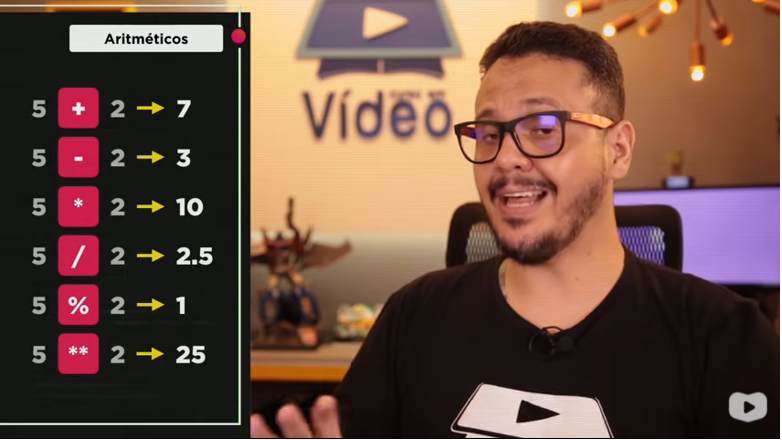 Aritméticos
5 + 2 → 7
5 - 2 → 3
5 * 2 → 10
5 / 2 → 2.5
5 % 2 → 1
5 ** 2 → 25
Vídeo